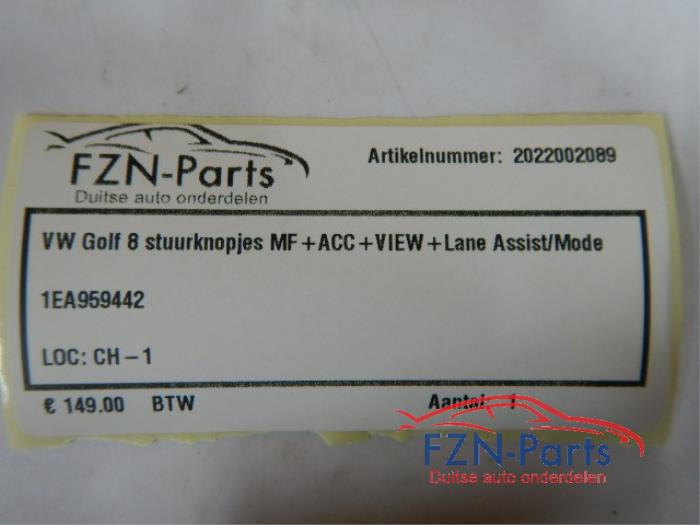 FZN-Parts
Duitse auto onderdelen
Artikelnummer: 2022002089
VW Golf 8 stuurknopjes MF+ACC+VIEW+Lane Assist/Mode
1EA959442
LOC: CH-1
€ 149.00 BTW
Aantal: 1
FZN-Parts
Duitse auto onderdelen